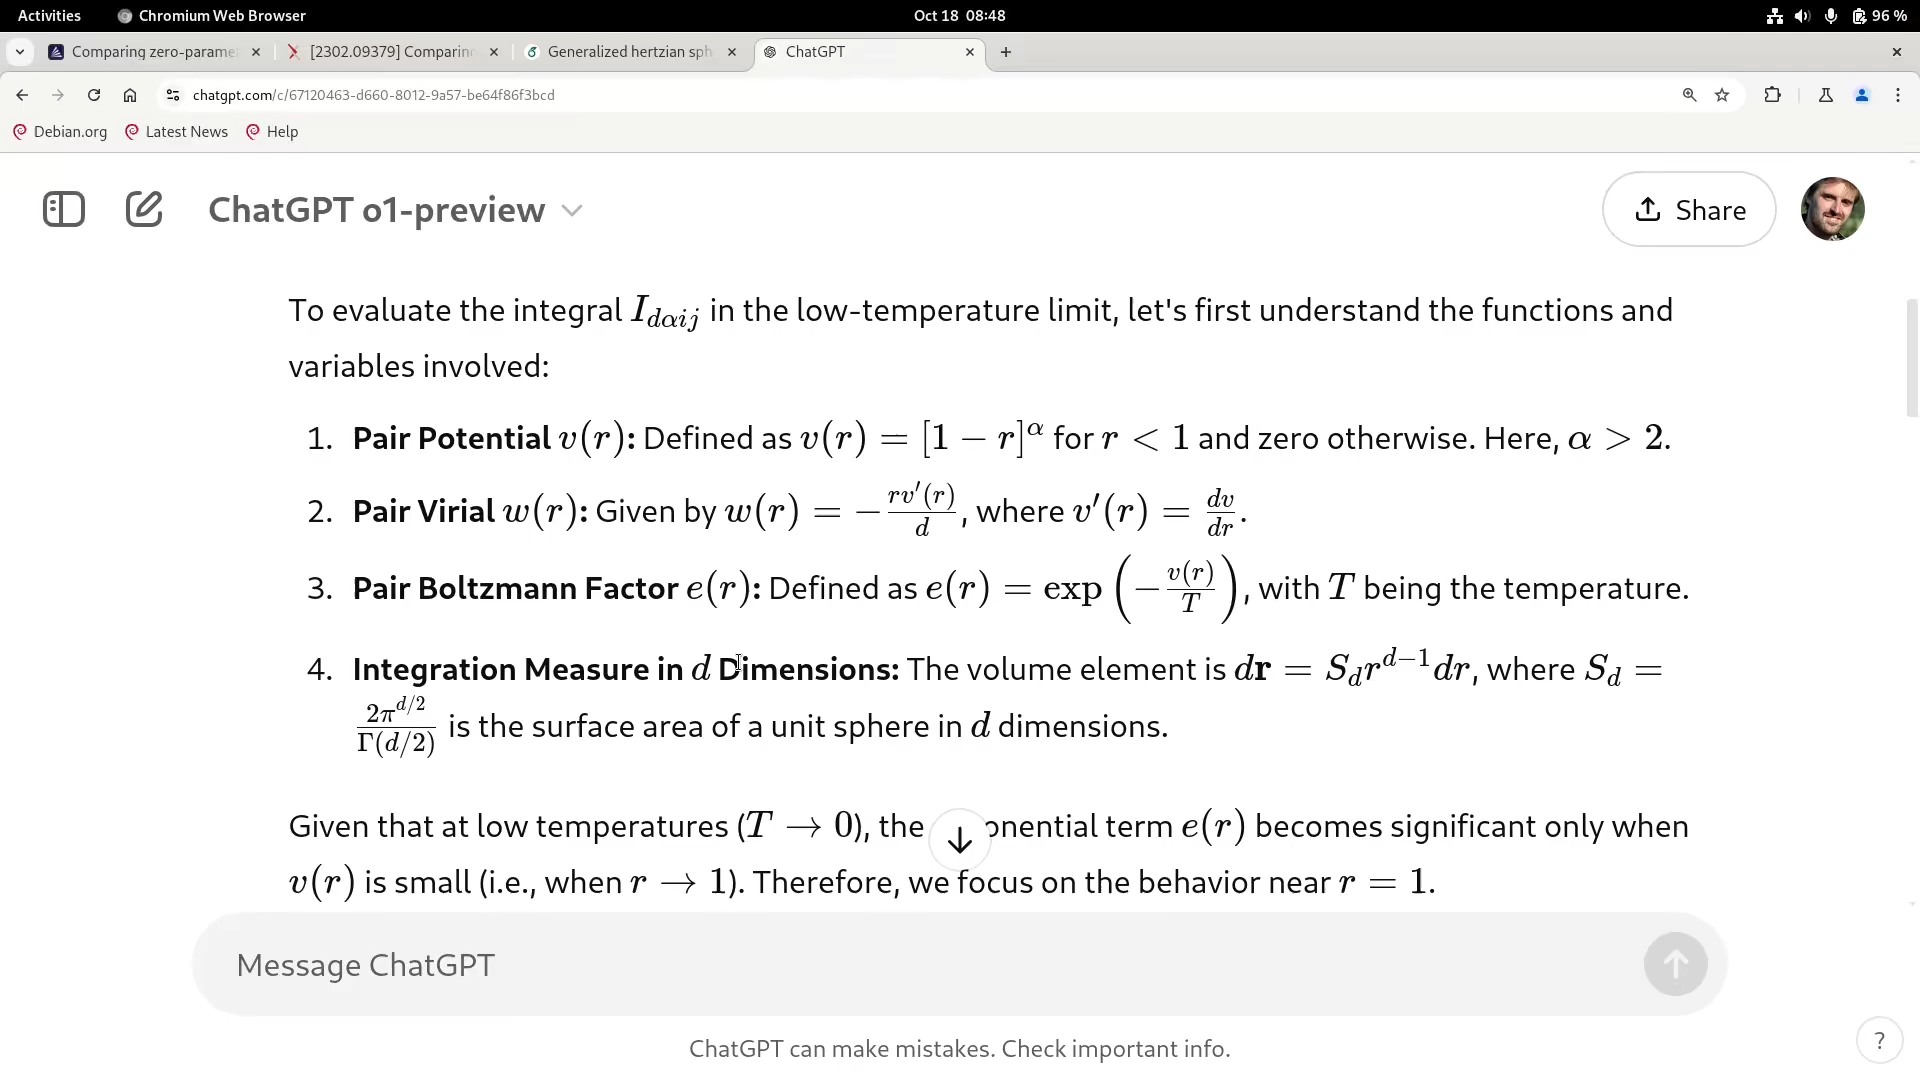 Activities Chromium Web Browser Oct 18 08:48 96 %
Comparing zero-parame [2302.09379] Comparing Generalized hertzian sph ChatGPT
chatgpt.com/c/67120463-d660-8012-9a57-be64f86f3bcd
Debian.org Latest News Help
ChatGPT o1-preview Share
To evaluate the integral I_{dαij} in the low-temperature limit, let's first understand the functions and
variables involved:
1. Pair Potential v(r): Defined as v(r) = [1 − r]^α for r < 1 and zero otherwise. Here, α > 2.
2. Pair Virial w(r): Given by w(r) = −\frac{rv′(r)}{d}, where v′(r) = \frac{dv}{dr}.
3. Pair Boltzmann Factor e(r): Defined as e(r) = exp(−\frac{v(r)}{T}), with T being the temperature.
4. Integration Measure in d Dimensions: The volume element is d𝐫 = S_d r^{d−1}dr, where S_d =
\frac{2π^{d/2}}{Γ(d/2)} is the surface area of a unit sphere in d dimensions.
Given that at low temperatures (T → 0), the onential term e(r) becomes significant only when
v(r) is small (i.e., when r → 1). Therefore, we focus on the behavior near r = 1.
Message ChatGPT
ChatGPT can make mistakes. Check important info.
?